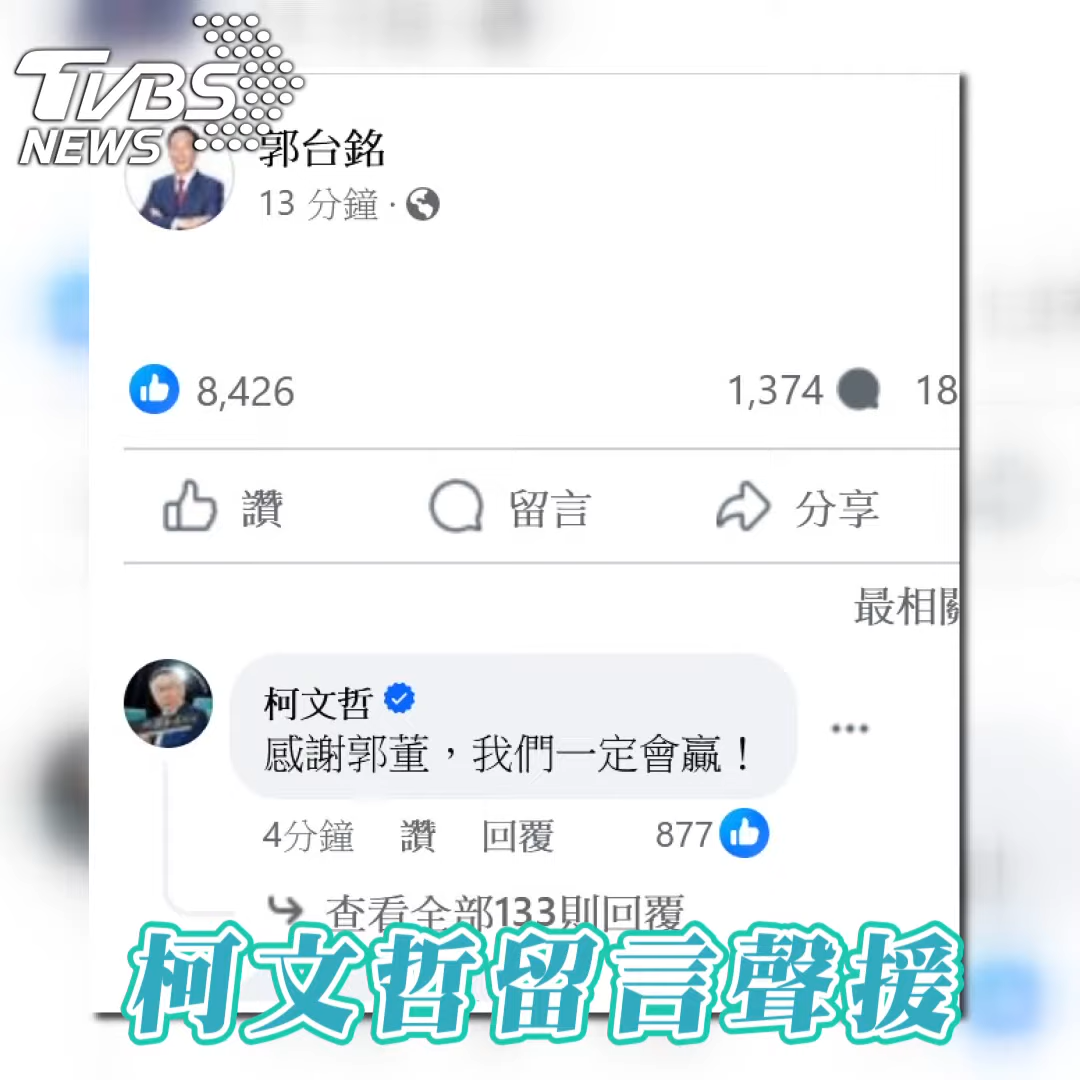 TVBS
NEWS
郭台銘
13 分鐘 ·
8,426
1,374
18
讚
留言
分享
最相關
柯文哲
感謝郭董，我們一定會贏！
4分鐘 讚 回覆 877
查看全部133則回覆
柯文哲留言聲援